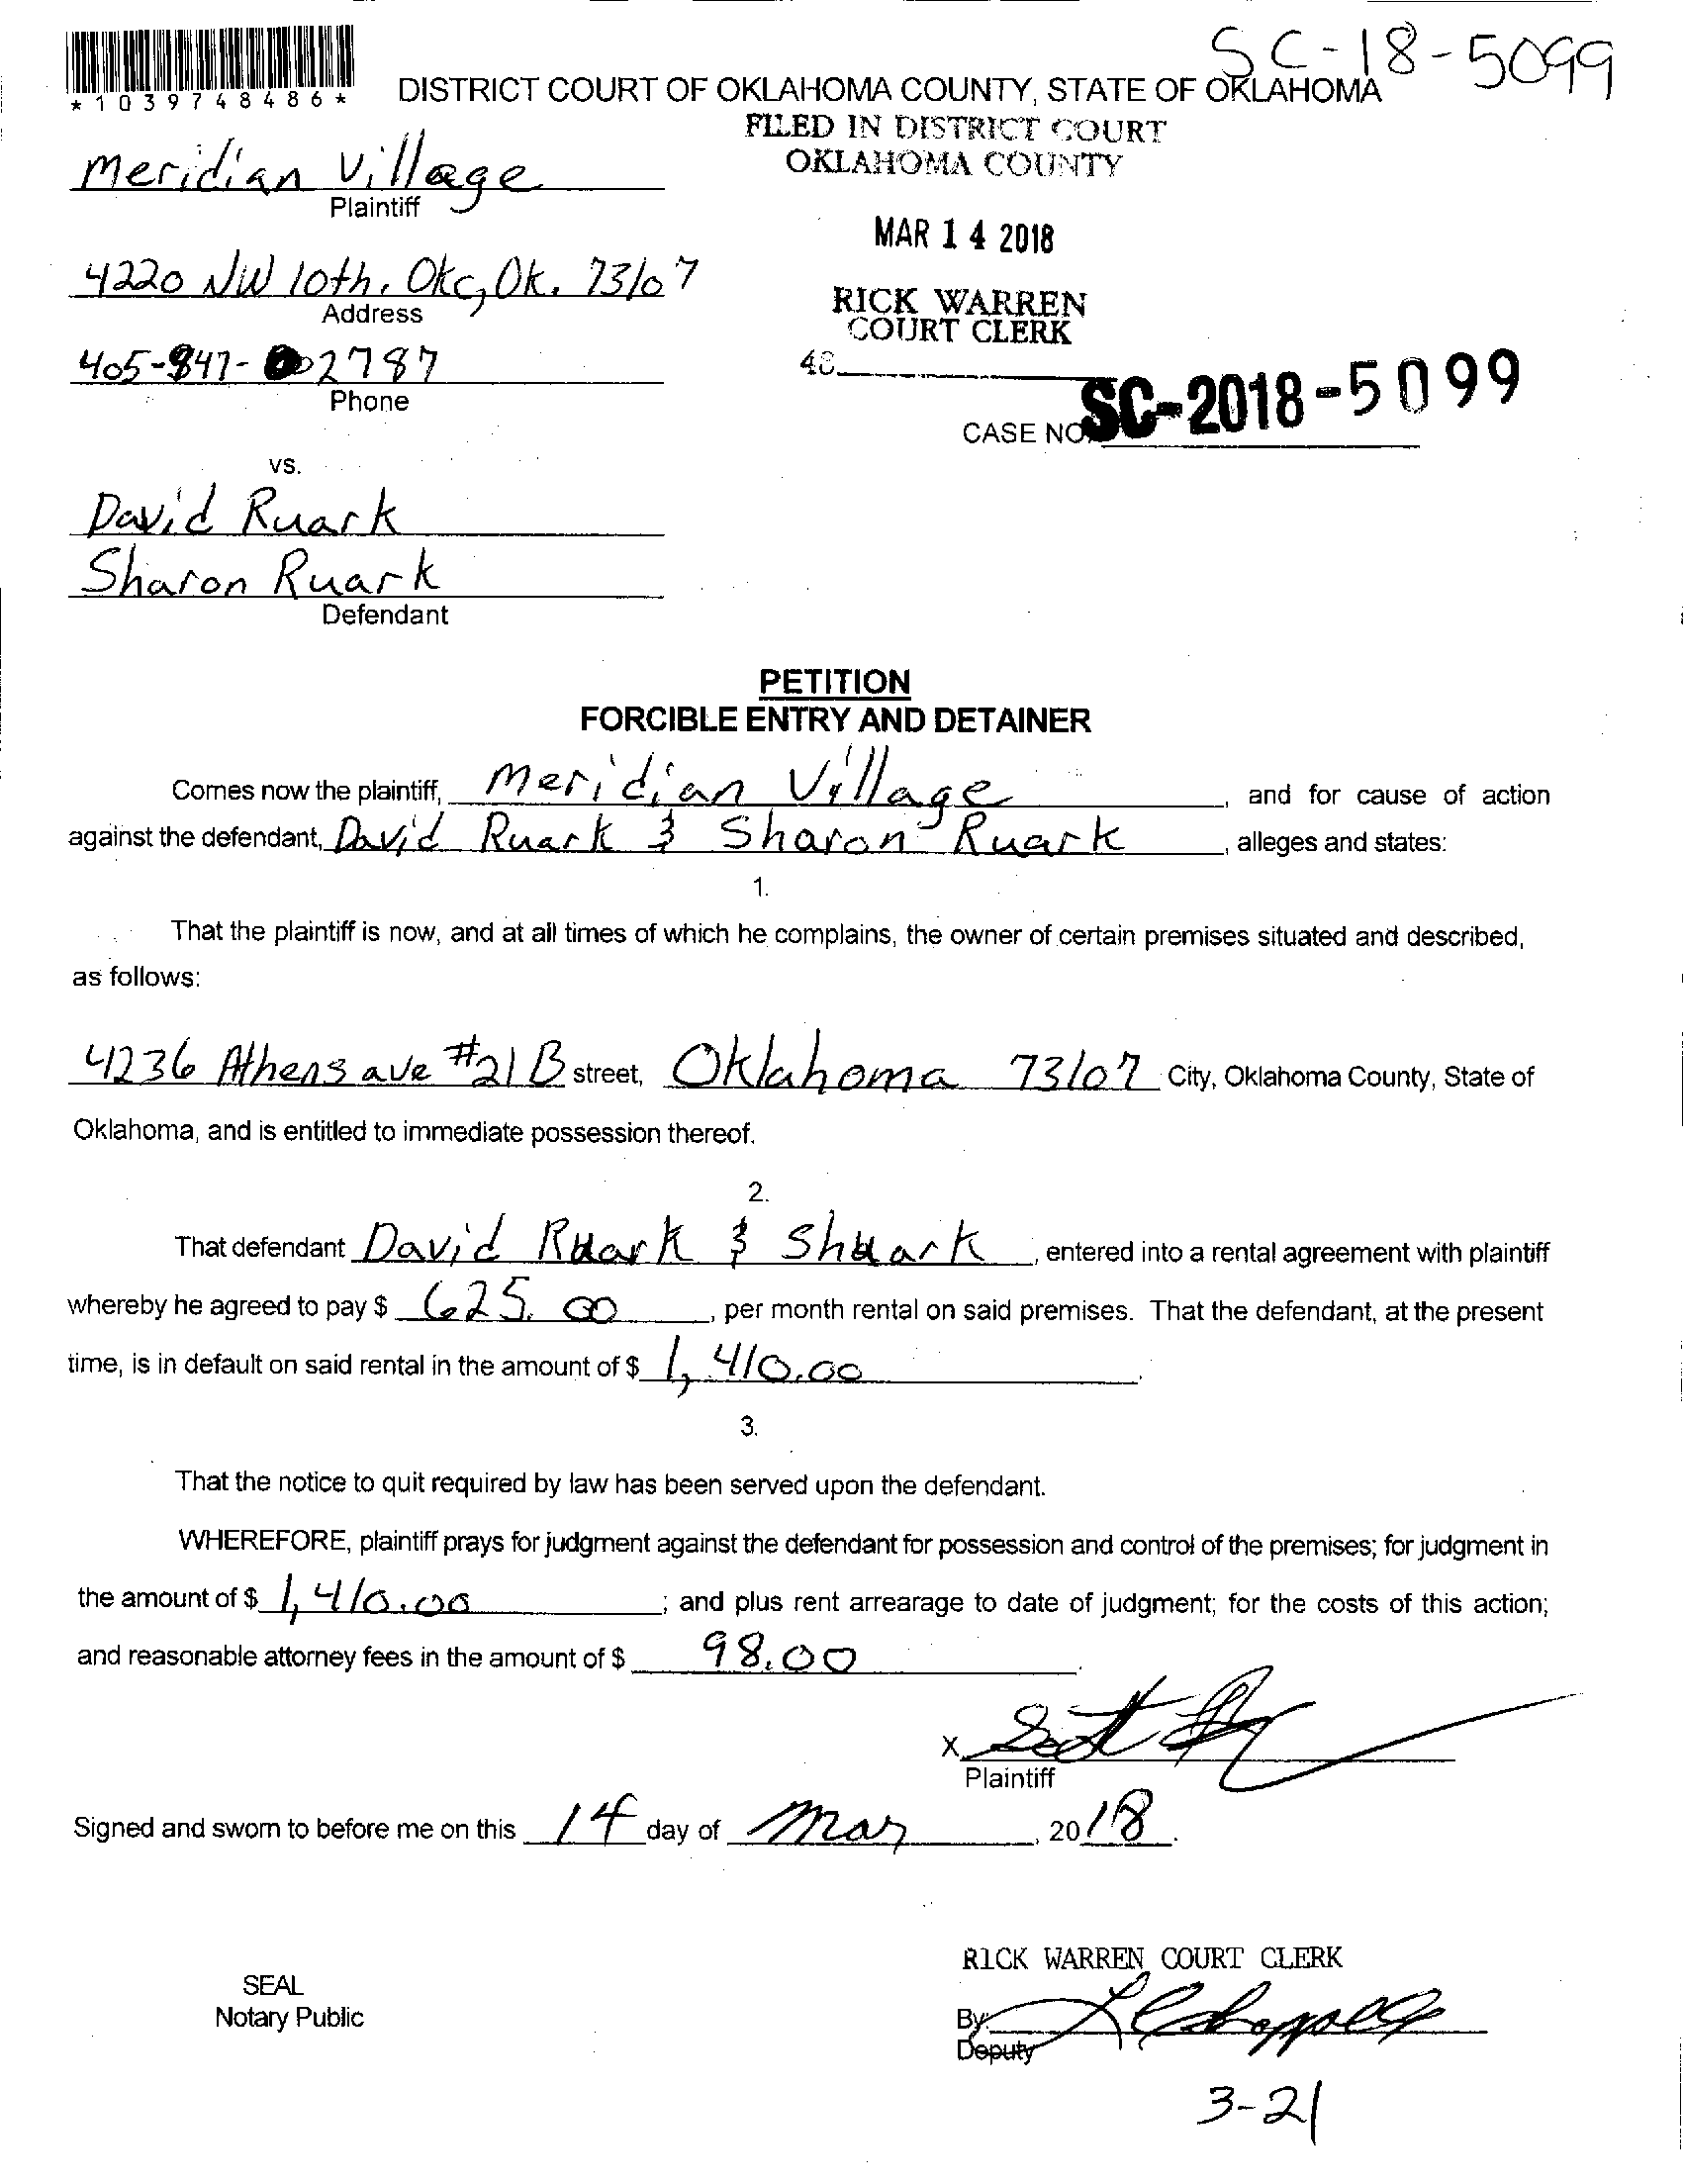 SC-18-5099
*1039748486*
DISTRICT COURT OF OKLAHOMA COUNTY, STATE OF OKLAHOMA
FILED IN DISTRICT COURT
OKLAHOMA COUNTY
Meridian Village
Plaintiff
MAR 14 2018
4220 NW 10th, Okc, Ok. 73107
Address
RICK WARREN
COURT CLERK
405-947-2787
Phone
48
CASE NO. SC-2018-5099
vs.
David Ruark
Sharon Ruark
Defendant
PETITION
FORCIBLE ENTRY AND DETAINER
Comes now the plaintiff, Meridian Village, and for cause of action
against the defendant, David Ruark & Sharon Ruark, alleges and states:
1.
That the plaintiff is now, and at all times of which he complains, the owner of certain premises situated and described,
as follows:
4236 Athens ave #21 B street, Oklahoma 73107 City, Oklahoma County, State of
Oklahoma, and is entitled to immediate possession thereof.
2.
That defendant David Ruark & Shuark, entered into a rental agreement with plaintiff
whereby he agreed to pay $ 625.00, per month rental on said premises. That the defendant, at the present
time, is in default on said rental in the amount of $ 1,410.00.
3.
That the notice to quit required by law has been served upon the defendant.
WHEREFORE, plaintiff prays for judgment against the defendant for possession and control of the premises; for judgment in
the amount of $ 1,410.00; and plus rent arrearage to date of judgment; for the costs of this action;
and reasonable attorney fees in the amount of $ 98.00.
X Scott
Plaintiff
Signed and sworn to before me on this 14 day of Mar, 2018.
RICK WARREN COURT CLERK
SEAL
Notary Public
By:
Deputy
3-21